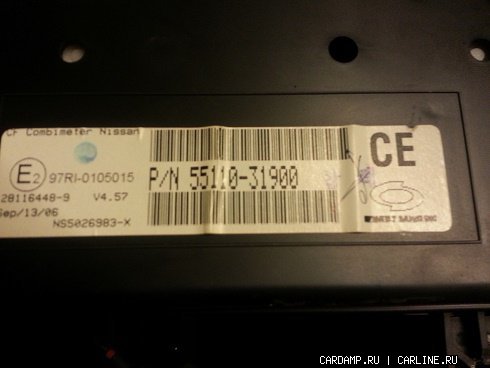 CF Combimeter Nissan
E2 97RI-0105015
28116448-9 V4.57
Sep/13/06
NS5026983-X
P/N 55110-31900
CE
CARDAMP.RU | CARLINE.RU